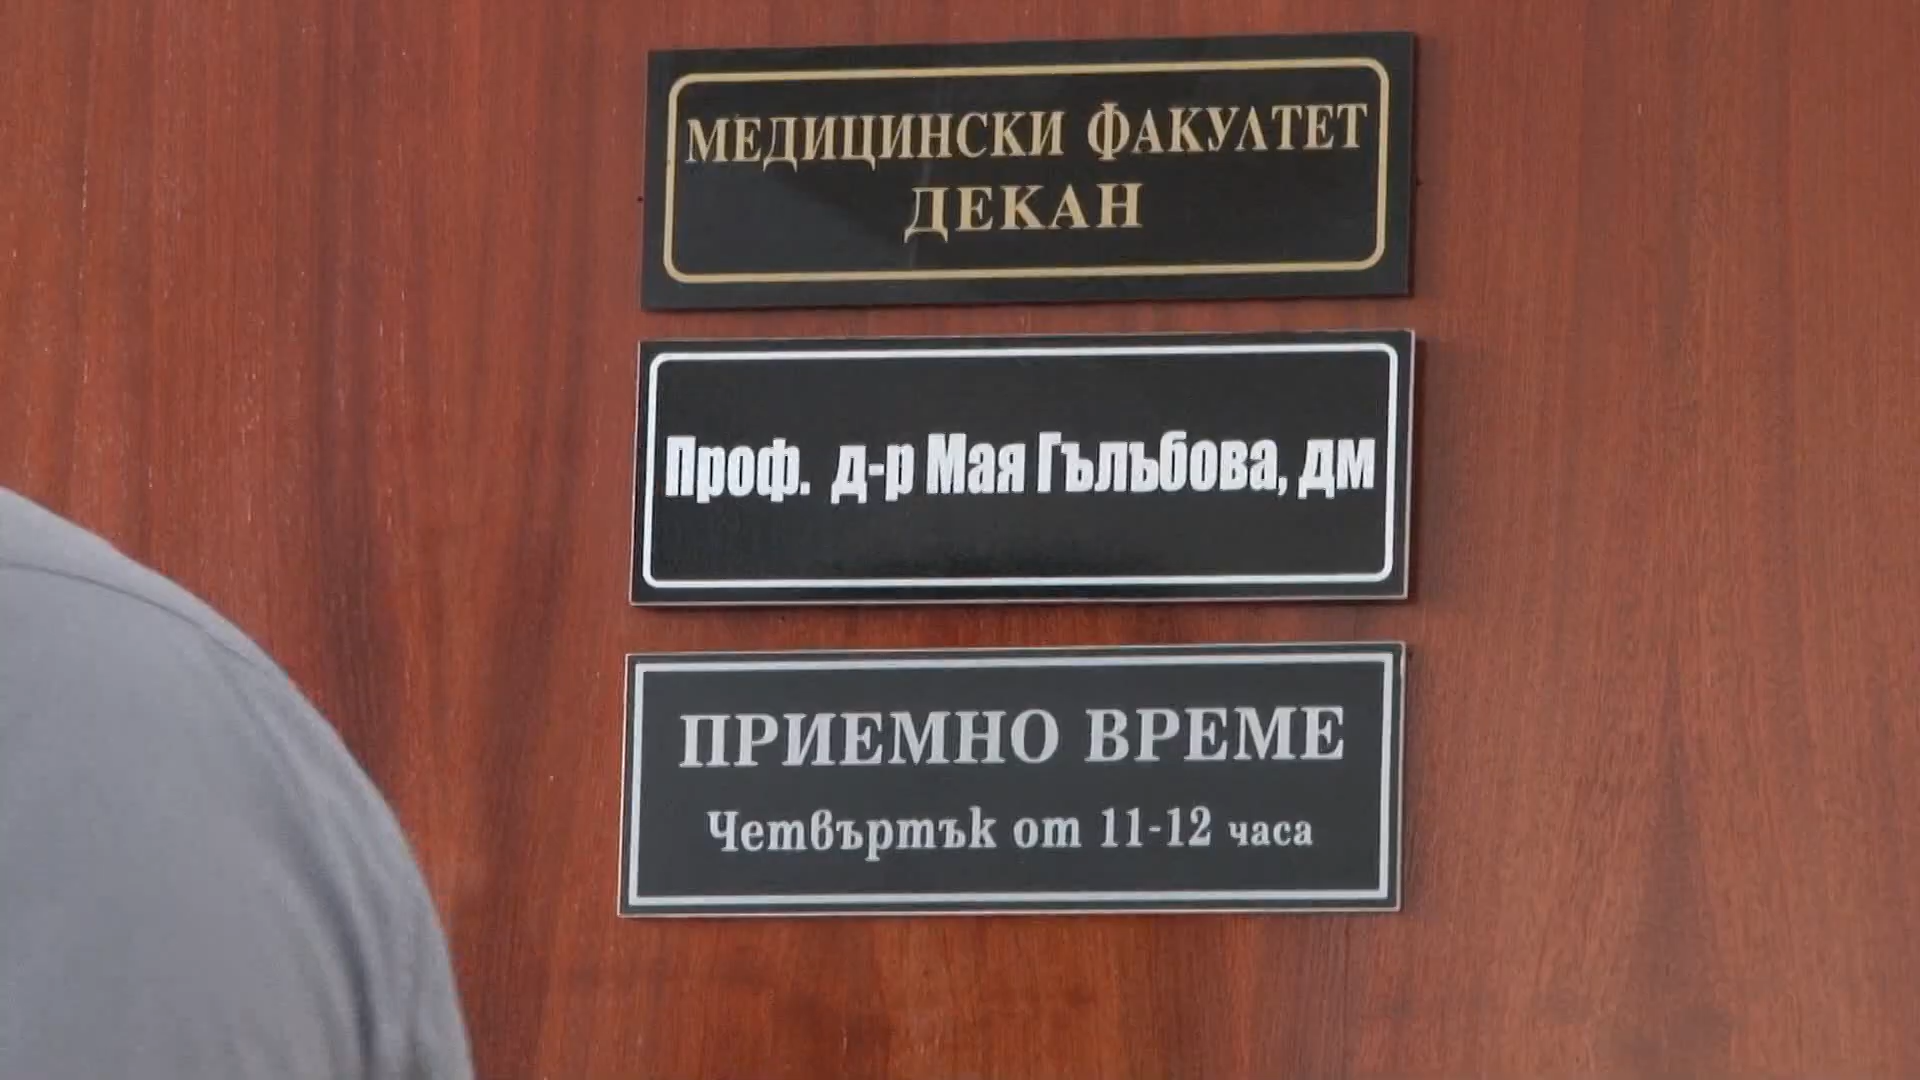 МЕДИЦИНСКИ ФАКУЛТЕТ
ДЕКАН
Проф. д-р Мая Гълъбова, дм
ПРИЕМНО ВРЕМЕ
Четвъртък от 11-12 часа